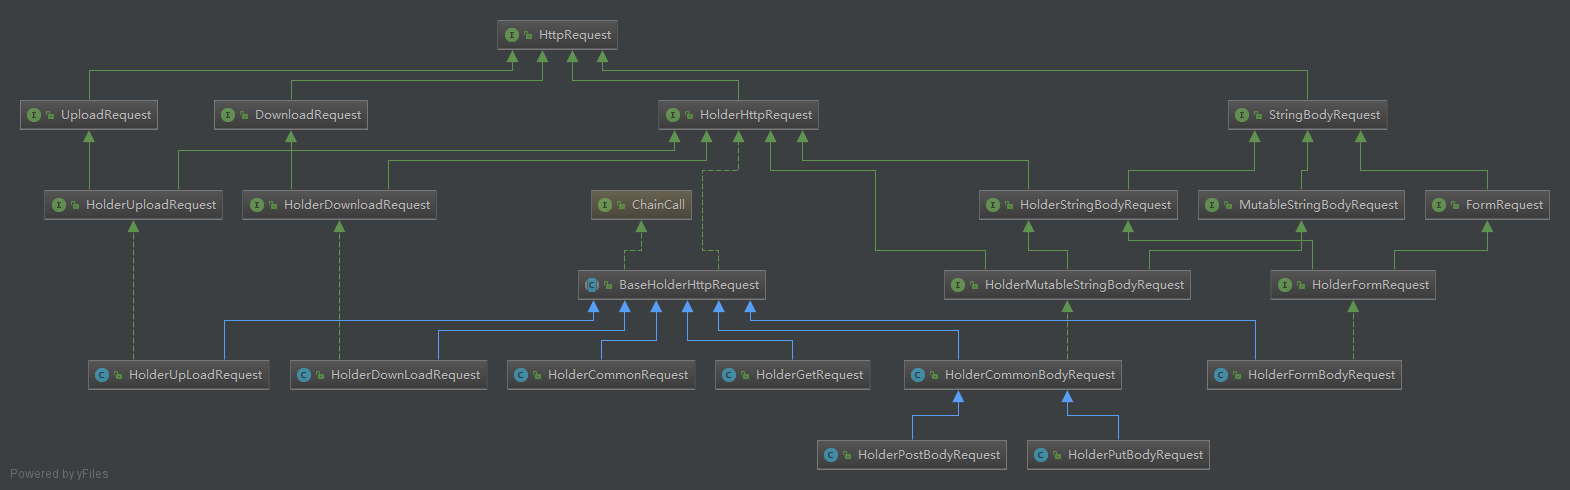 HttpRequest
UploadRequest
DownloadRequest
HolderHttpRequest
StringBodyRequest
HolderUploadRequest
HolderDownloadRequest
ChainCall
HolderStringBodyRequest
MutableStringBodyRequest
FormRequest
BaseHolderHttpRequest
HolderMutableStringBodyRequest
HolderFormRequest
HolderUpLoadRequest
HolderDownLoadRequest
HolderCommonRequest
HolderGetRequest
HolderCommonBodyRequest
HolderFormBodyRequest
HolderPostBodyRequest
HolderPutBodyRequest
Powered by yFiles